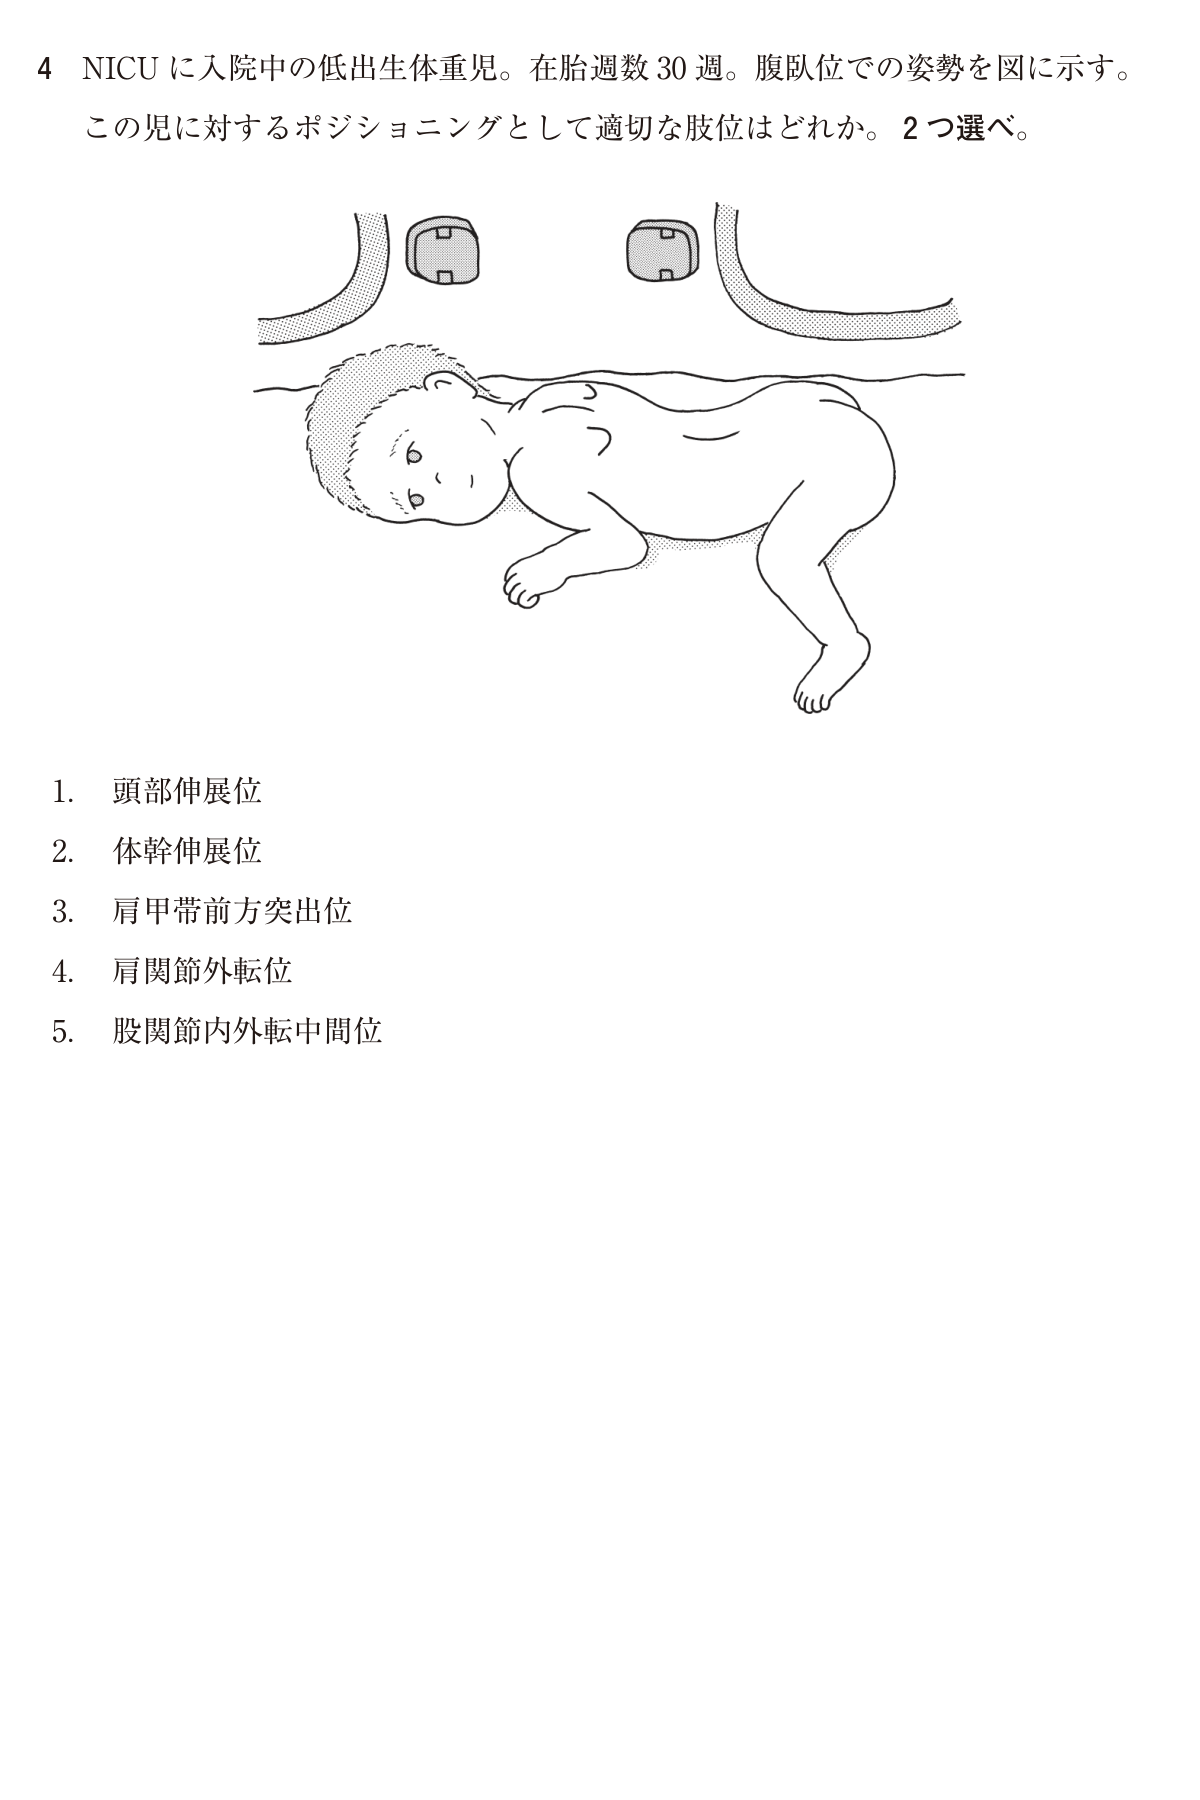 4 NICU に入院中の低出生体重児。在胎週数 30 週。腹臥位での姿勢を図に示す。
この児に対するポジショニングとして適切な肢位はどれか。2 つ選べ。
1. 頭部伸展位
2. 体幹伸展位
3. 肩甲帯前方突出位
4. 肩関節外転位
5. 股関節内外転中間位